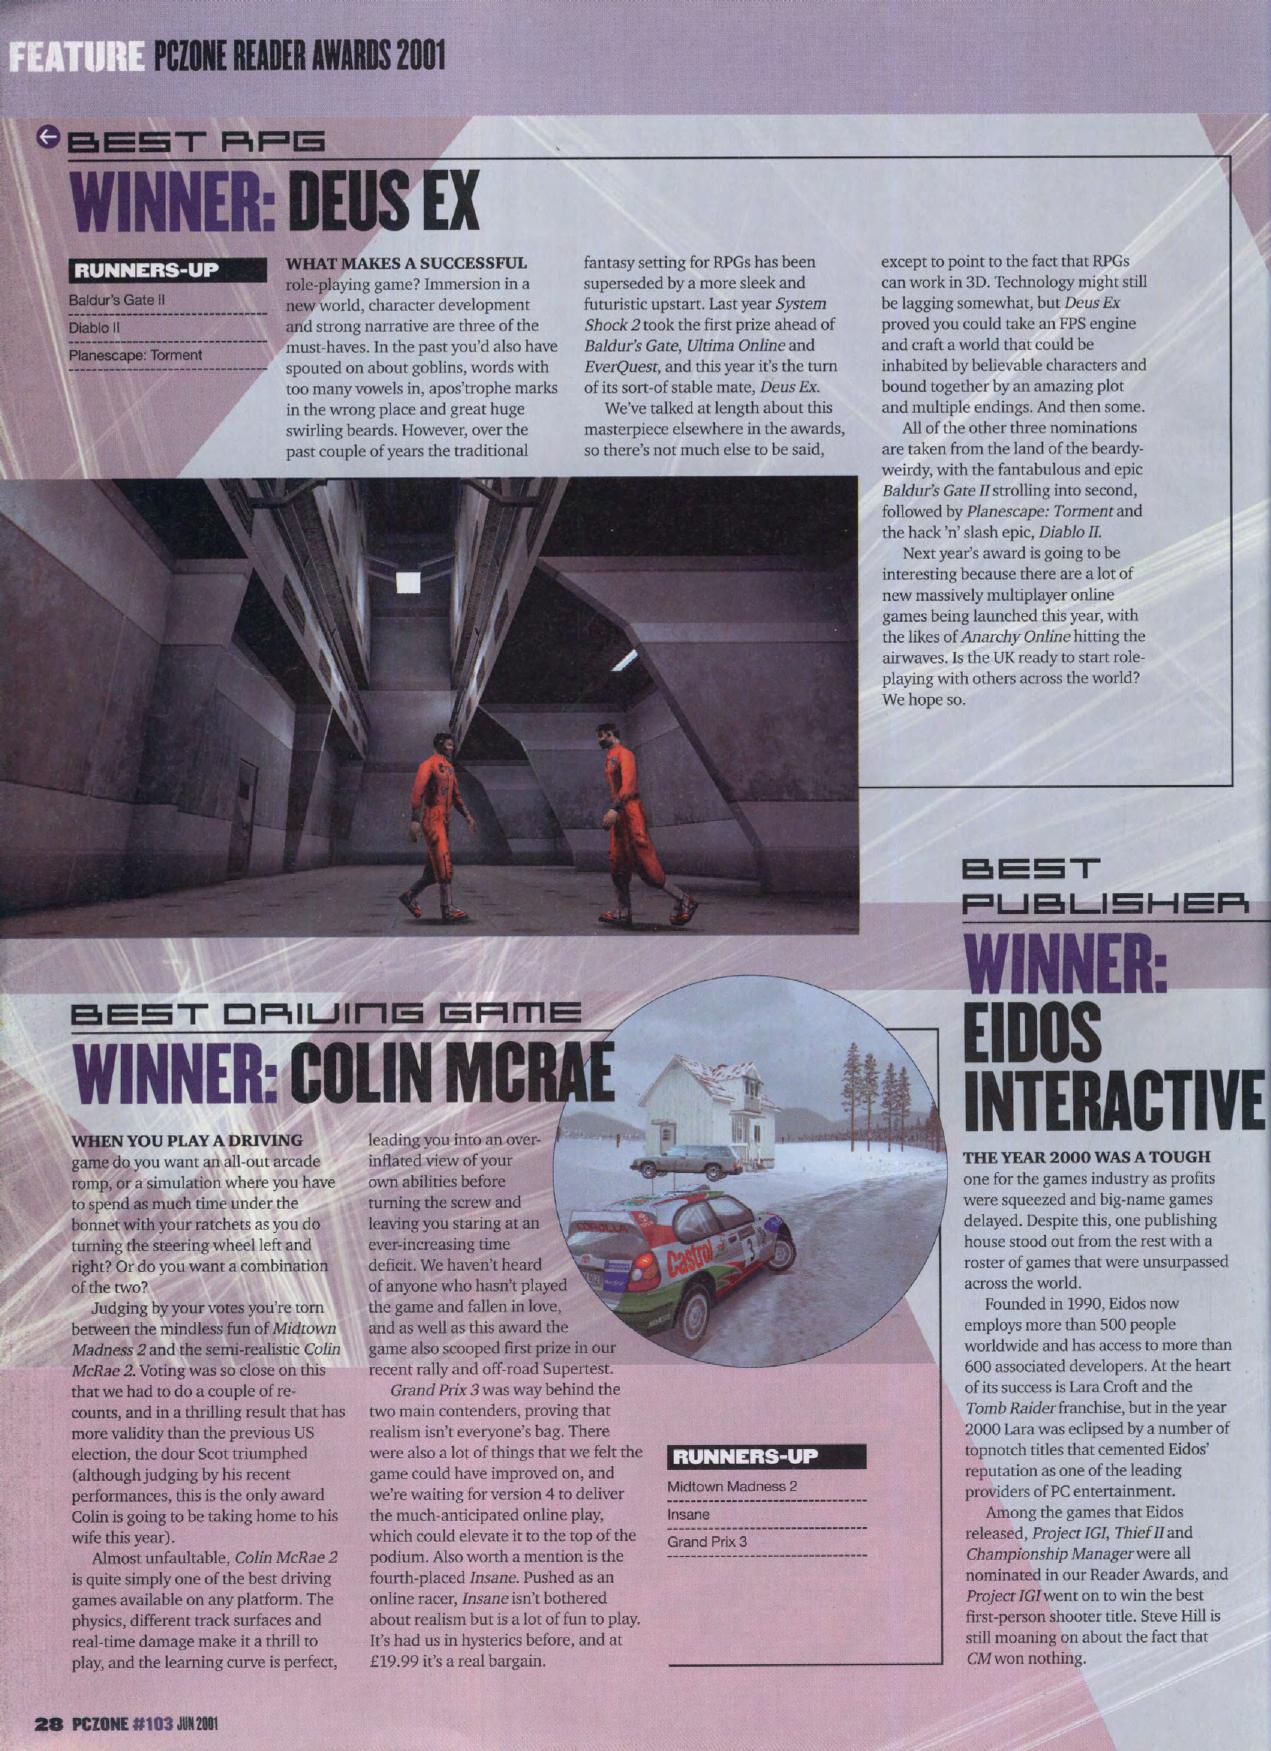 FEATURE PCZONE READER AWARDS 2001
BEST RPG
WINNER: DEUS EX
RUNNERS-UP
Baldur's Gate II
Diablo II
Planescape: Torment
WHAT MAKES A SUCCESSFUL
role-playing game? Immersion in a
new world, character development
and strong narrative are three of the
must-haves. In the past you'd also have
spouted on about goblins, words with
too many vowels in, apos'trophe marks
in the wrong place and great huge
swirling beards. However, over the
past couple of years the traditional
fantasy setting for RPGs has been
superseded by a more sleek and
futuristic upstart. Last year System
Shock 2 took the first prize ahead of
Baldur's Gate, Ultima Online and
EverQuest, and this year it's the turn
of its sort-of stable mate, Deus Ex.
We've talked at length about this
masterpiece elsewhere in the awards,
so there's not much else to be said,
except to point to the fact that RPGs
can work in 3D. Technology might still
be lagging somewhat, but Deus Ex
proved you could take an FPS engine
and craft a world that could be
inhabited by believable characters and
bound together by an amazing plot
and multiple endings. And then some.
All of the other three nominations
are taken from the land of the beardy-
weirdy, with the fantabulous and epic
Baldur's Gate II strolling into second,
followed by Planescape: Torment and
the hack 'n' slash epic, Diablo II.
Next year's award is going to be
interesting because there are a lot of
new massively multiplayer online
games being launched this year, with
the likes of Anarchy Online hitting the
airwaves. Is the UK ready to start role-
playing with others across the world?
We hope so.
BEST DRIVING GAME
WINNER: COLIN MCRAE
WHEN YOU PLAY A DRIVING
game do you want an all-out arcade
romp, or a simulation where you have
to spend as much time under the
bonnet with your ratchets as you do
turning the steering wheel left and
right? Or do you want a combination
of the two?
Judging by your votes you're torn
between the mindless fun of Midtown
Madness 2 and the semi-realistic Colin
McRae 2. Voting was so close on this
that we had to do a couple of re-
counts, and in a thrilling result that has
more validity than the previous US
election, the dour Scot triumphed
(although judging by his recent
performances, this is the only award
Colin is going to be taking home to his
wife this year).
Almost unfaultable, Colin McRae 2
is quite simply one of the best driving
games available on any platform. The
physics, different track surfaces and
real-time damage make it a thrill to
play, and the learning curve is perfect,
leading you into an over-
inflated view of your
own abilities before
turning the screw and
leaving you staring at an
ever-increasing time
deficit. We haven't heard
of anyone who hasn't played
the game and fallen in love,
and as well as this award the
game also scooped first prize in our
recent rally and off-road Supertest.
Grand Prix 3 was way behind the
two main contenders, proving that
realism isn't everyone's bag. There
were also a lot of things that we felt the
game could have improved on, and
we're waiting for version 4 to deliver
the much-anticipated online play,
which could elevate it to the top of the
podium. Also worth a mention is the
fourth-placed Insane. Pushed as an
online racer, Insane isn't bothered
about realism but is a lot of fun to play.
It's had us in hysterics before, and at
£19.99 it's a real bargain.
COROLLA
Castrol
3
RUNNERS-UP
Midtown Madness 2
Insane
Grand Prix 3
BEST
PUBLISHER
WINNER:
EIDOS
INTERACTIVE
THE YEAR 2000 WAS A TOUGH
one for the games industry as profits
were squeezed and big-name games
delayed. Despite this, one publishing
house stood out from the rest with a
roster of games that were unsurpassed
across the world.
Founded in 1990, Eidos now
employs more than 500 people
worldwide and has access to more than
600 associated developers. At the heart
of its success is Lara Croft and the
Tomb Raider franchise, but in the year
2000 Lara was eclipsed by a number of
topnotch titles that cemented Eidos'
reputation as one of the leading
providers of PC entertainment.
Among the games that Eidos
released, Project IGI, Thief II and
Championship Manager were all
nominated in our Reader Awards, and
Project IGI went on to win the best
first-person shooter title. Steve Hill is
still moaning on about the fact that
CM won nothing.
28 PCZONE #103 JUN 2001